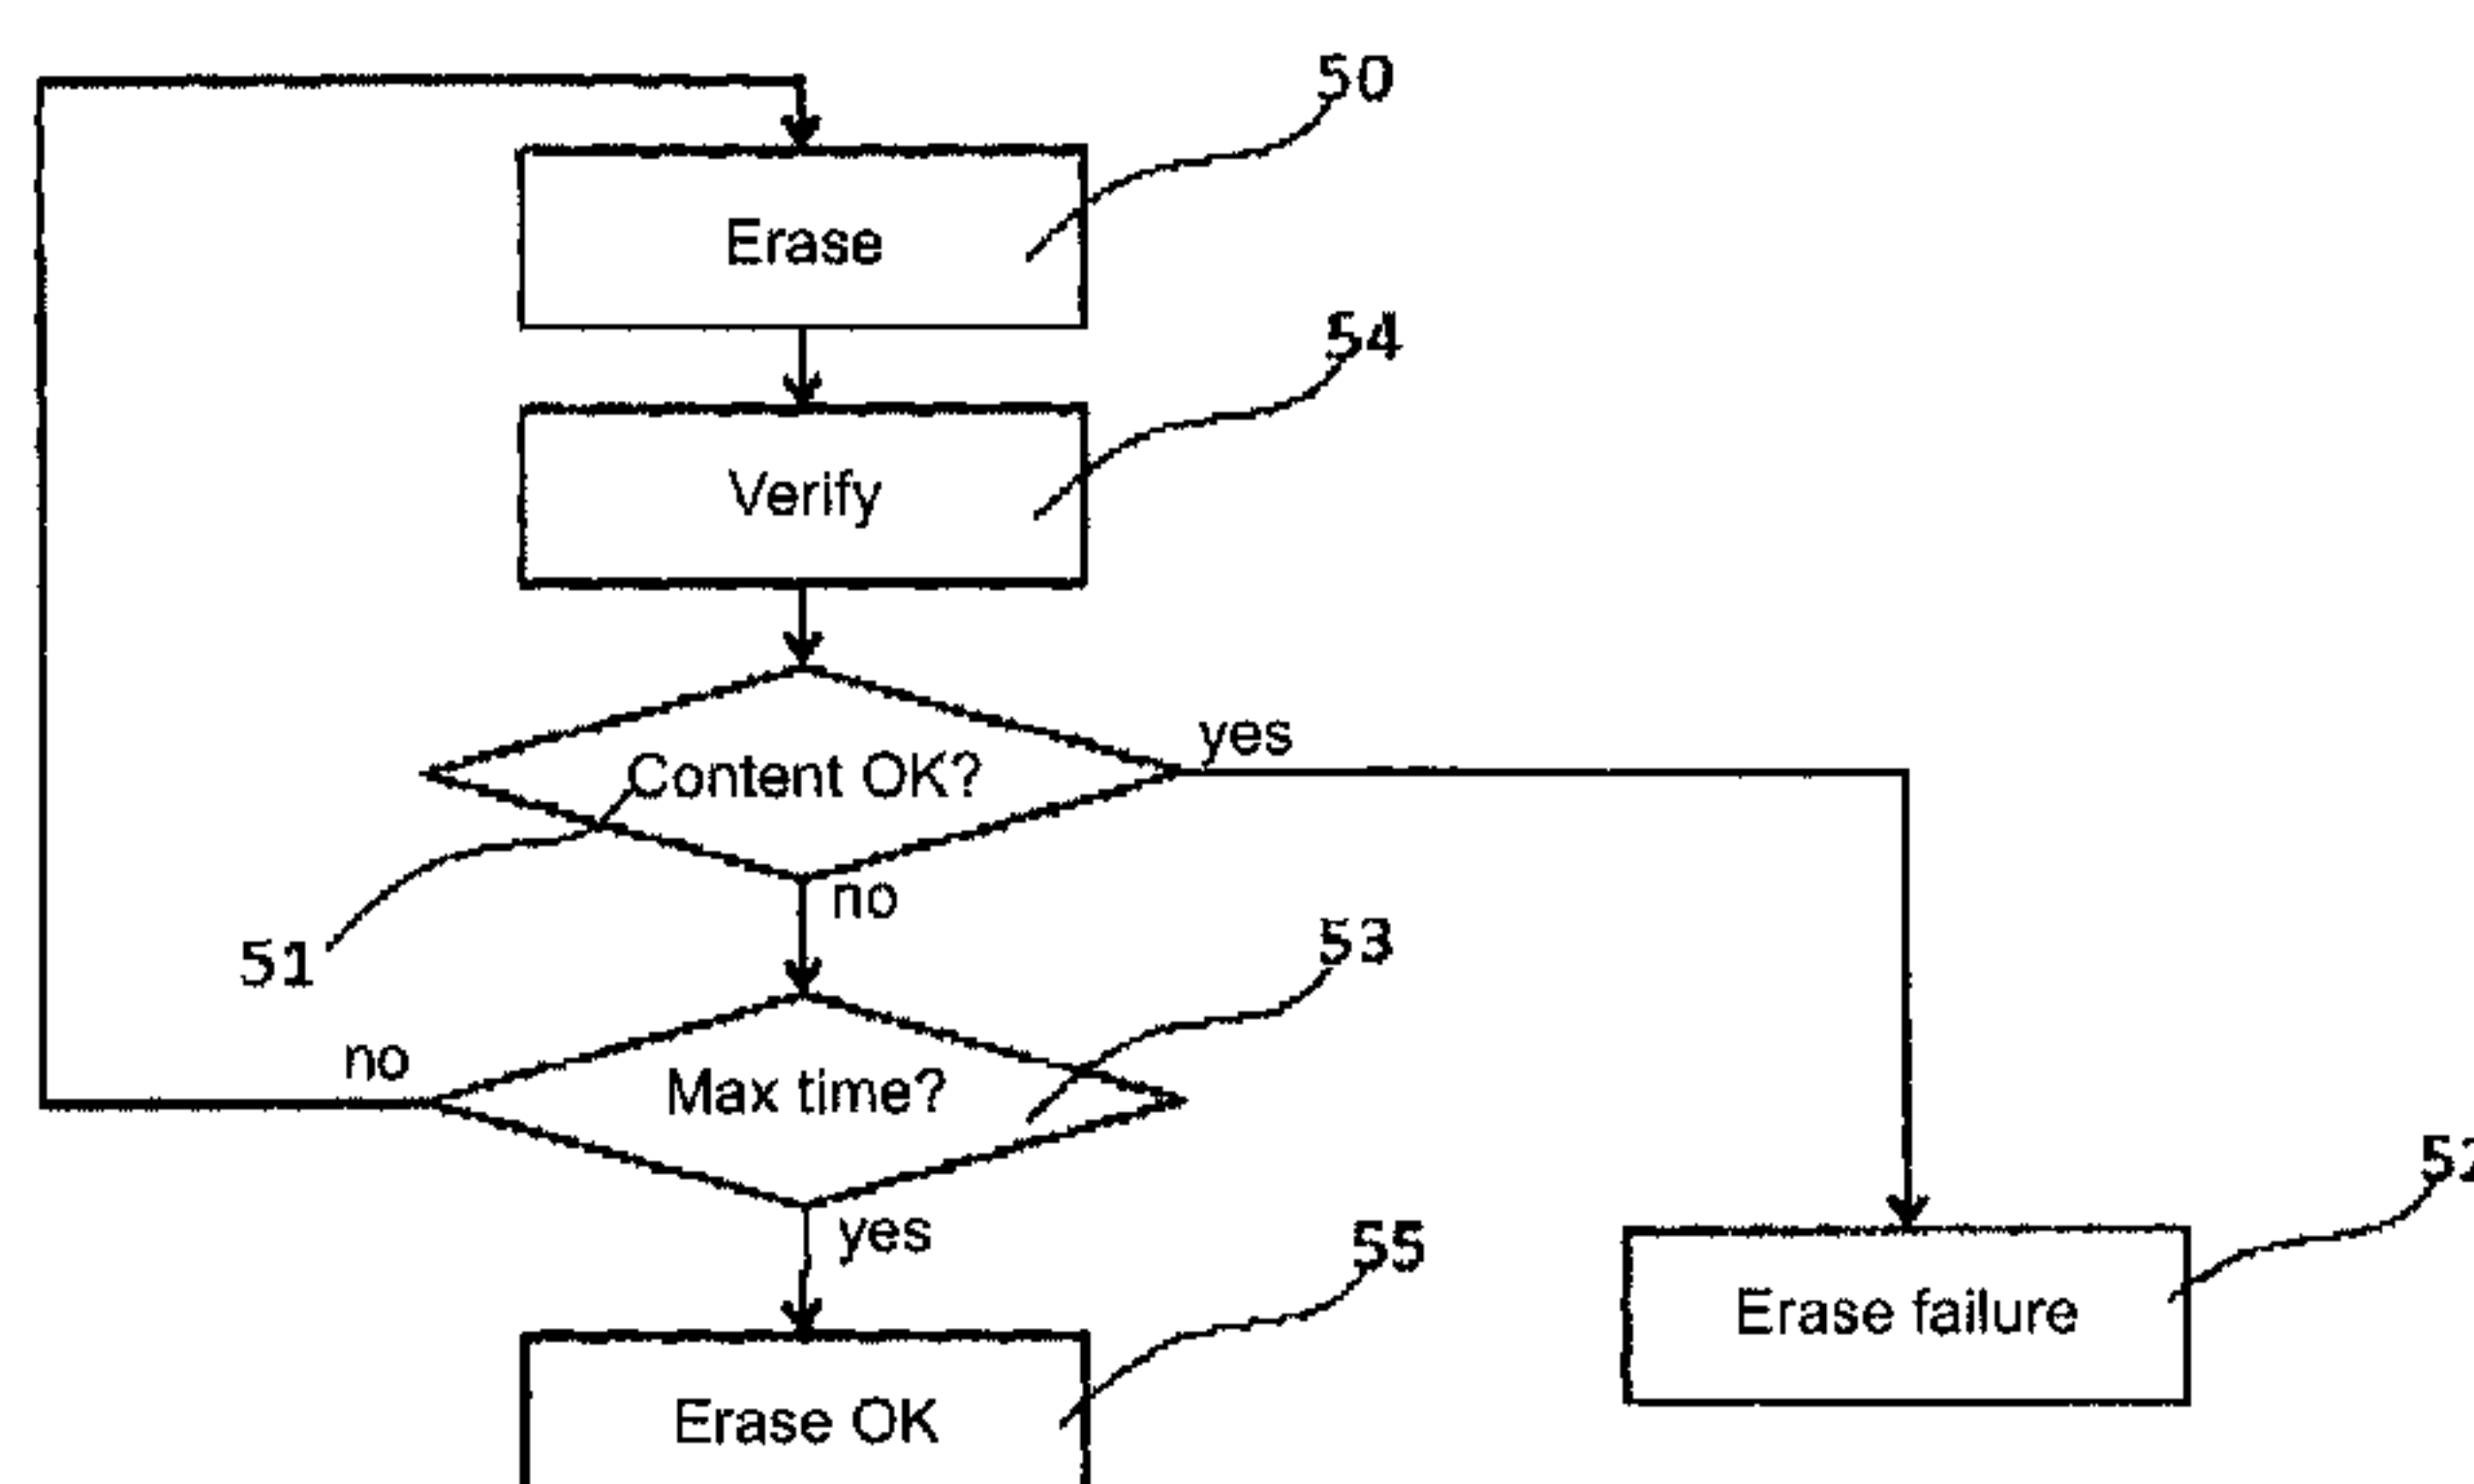 50
Erase
54
Verify
yes
Content OK?
no
53
51
no
Max time?
52
yes
55
Erase failure
Erase OK